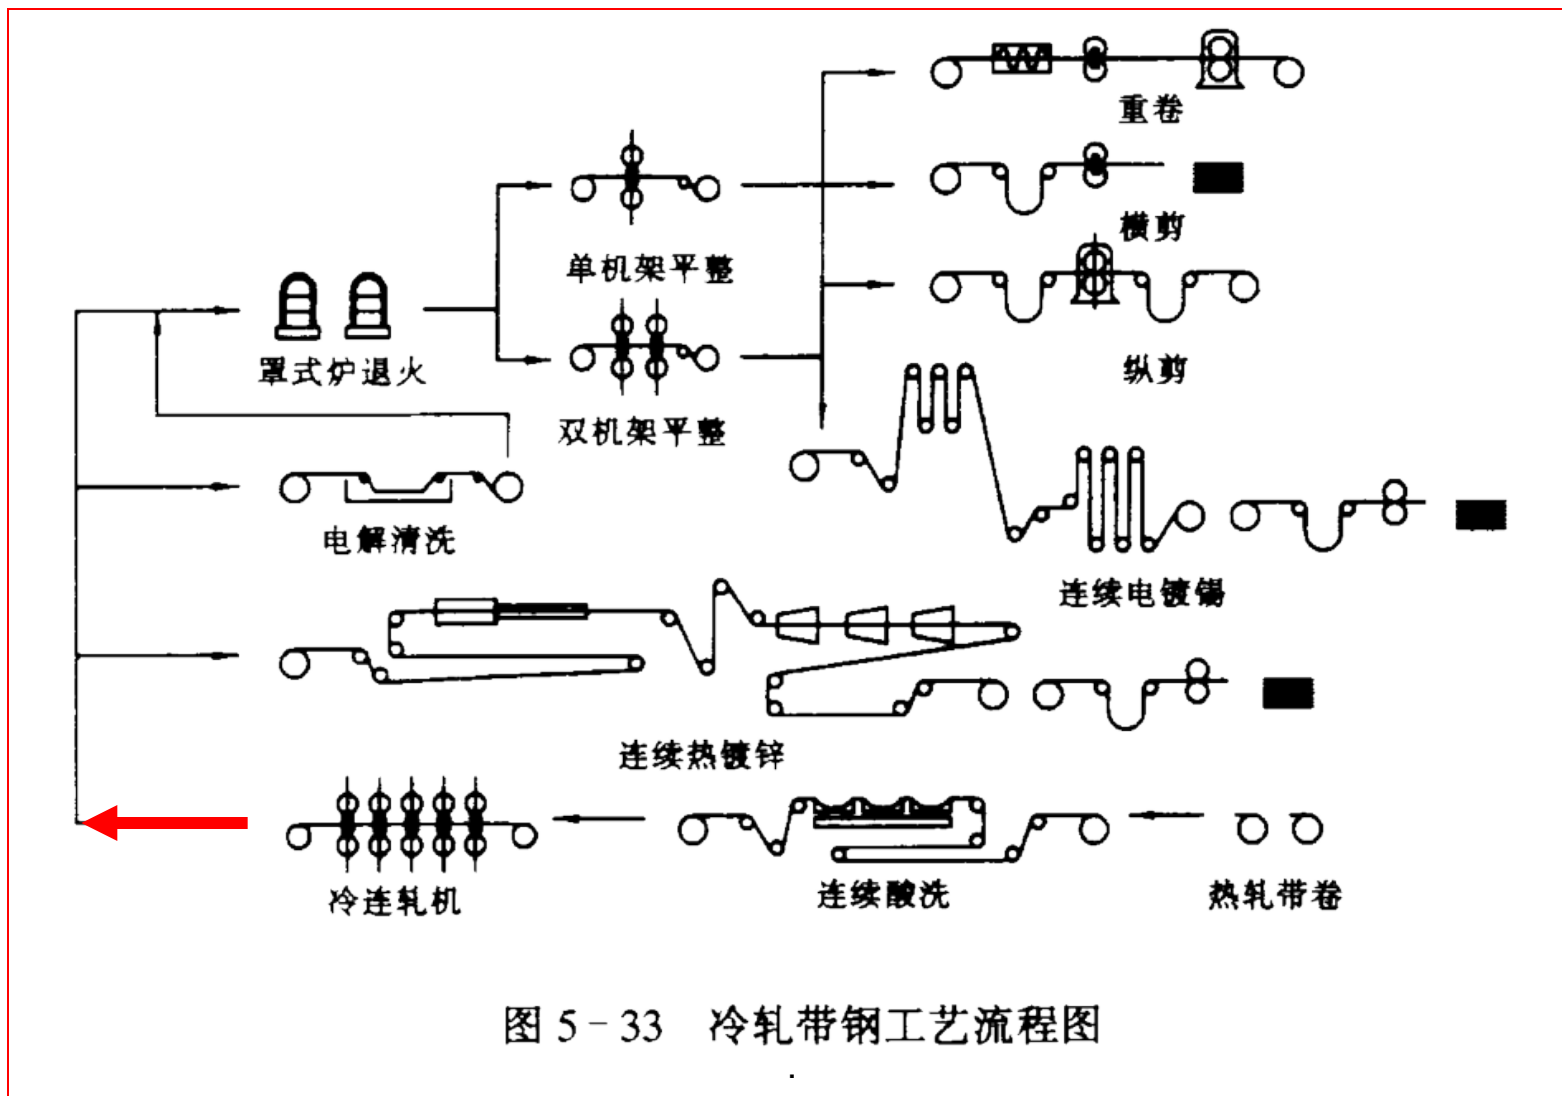 重卷
横剪
单机架平整
纵剪
罩式炉退火
双机架平整
电解清洗
连续电镀锡
连续热镀锌
冷连轧机
连续酸洗
热轧带卷
图 5-33 冷轧带钢工艺流程图